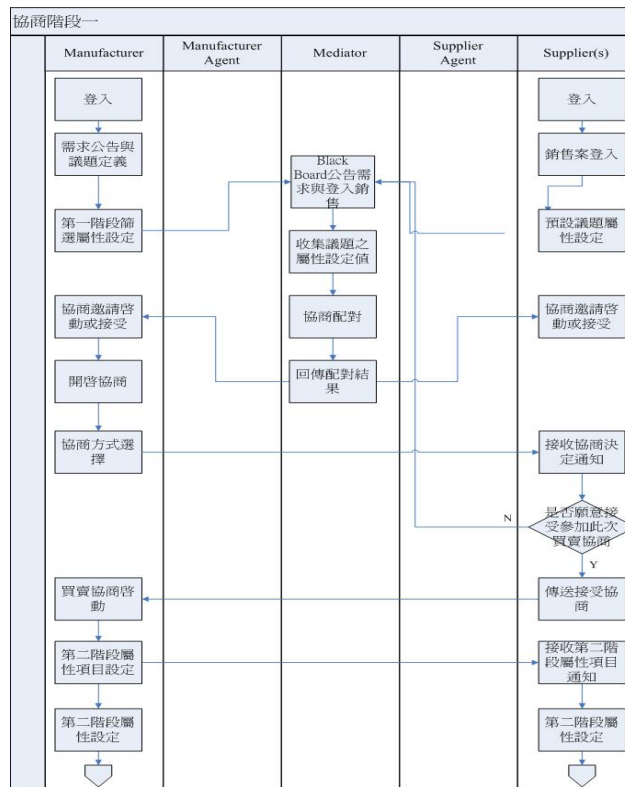 協商階段一
Manufacturer
Manufacturer
Agent
Mediator
Supplier
Agent
Supplier(s)
登入
登入
需求公告與
議題定義
銷售案登入
Black
Board公告需
求與登入銷
售
第一階段篩
選屬性設定
預設議題屬
性設定
收集議題之
屬性設定值
協商邀請啓
動或接受
協商配對
協商邀請啓
動或接受
開啓協商
回傳配對結
果
協商方式選
擇
接收協商決
定通知
是否願意接
受參加此次
買賣協商
N
Y
買賣協商啓
動
傳送接受協
商
第二階段屬
性項目設定
接收第二階
段屬性項目
通知
第二階段屬
性設定
第二階段屬
性設定